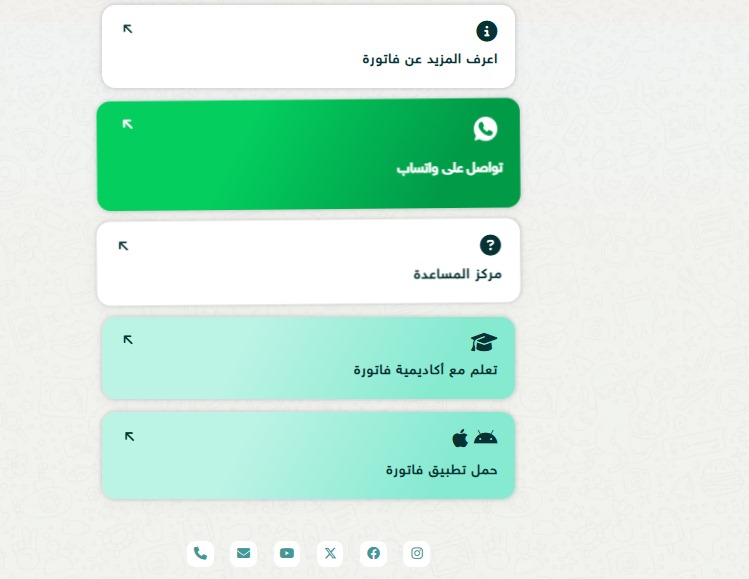 اعرف المزيد عن فاتورة
تواصل على واتساب
مركز المساعدة
تعلم مع أكاديمية فاتورة
حمل تطبيق فاتورة